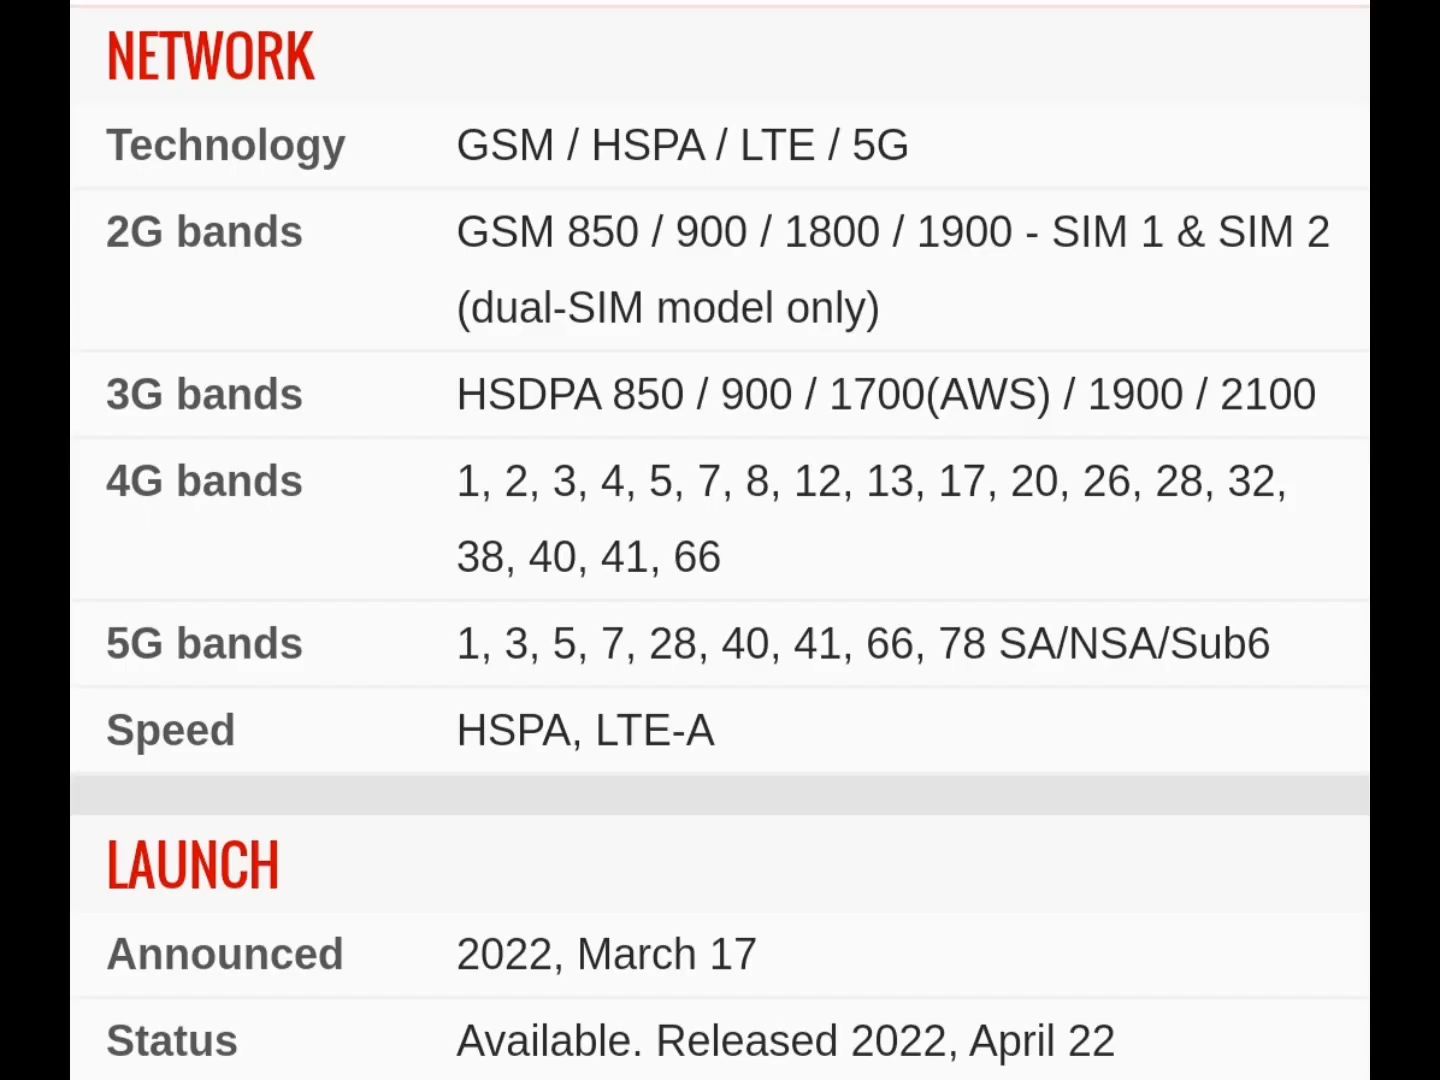 NETWORK
Technology GSM / HSPA / LTE / 5G
2G bands GSM 850 / 900 / 1800 / 1900 - SIM 1 & SIM 2
(dual-SIM model only)
3G bands HSDPA 850 / 900 / 1700(AWS) / 1900 / 2100
4G bands 1, 2, 3, 4, 5, 7, 8, 12, 13, 17, 20, 26, 28, 32,
38, 40, 41, 66
5G bands 1, 3, 5, 7, 28, 40, 41, 66, 78 SA/NSA/Sub6
Speed HSPA, LTE-A
LAUNCH
Announced 2022, March 17
Status Available. Released 2022, April 22